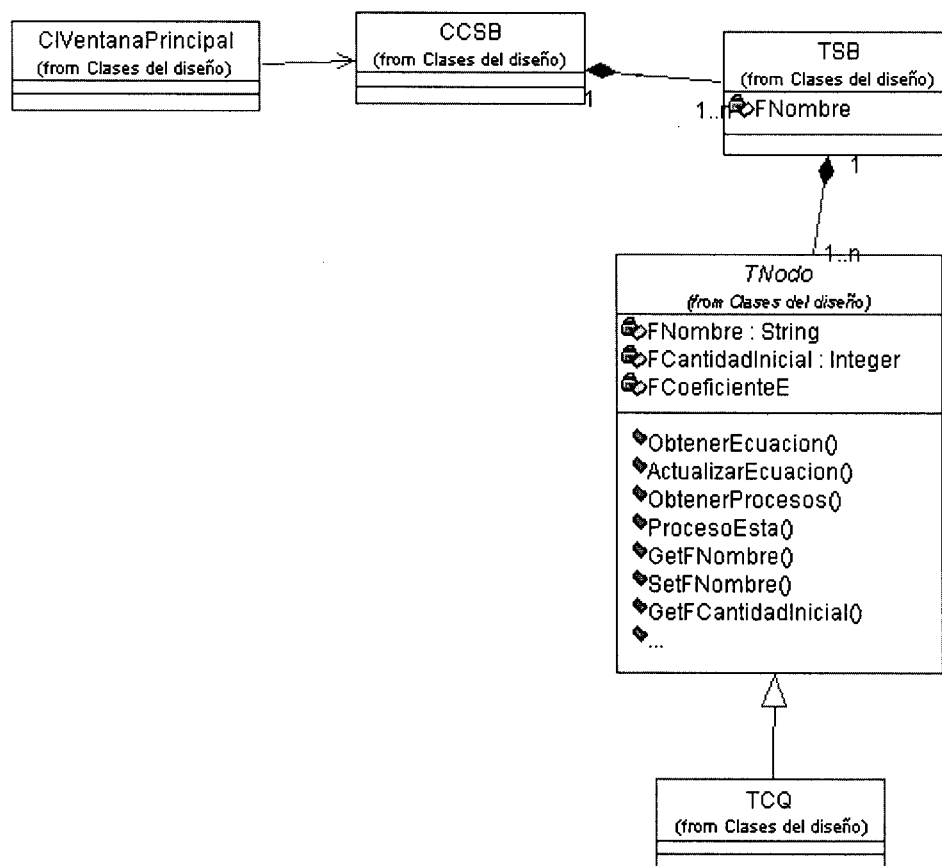 CIVentanaPrincipal
(from Clases del diseño)
CCSB
(from Clases del diseño)
1
TSB
(from Clases del diseño)
1..n
FNombre
1
1..n
TNodo
(from Clases del diseño)
FNombre : String
FCantidadInicial : Integer
FCoeficienteE
ObtenerEcuacion()
ActualizarEcuacion()
ObtenerProcesos()
ProcesoEsta()
GetFNombre()
SetFNombre()
GetFCantidadInicial()
...
TCQ
(from Clases del diseño)